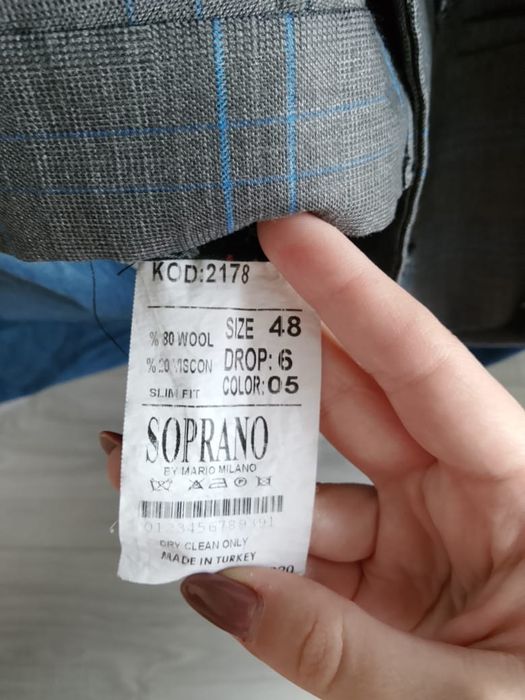 KOD:2178
% 80 WOOL SIZE 48
% 20 VISCON DROP: 6
SLIM FIT COLOR: 05
SOPRANO
BY MARIO MILANO
DRY CLEAN ONLY
MADE IN TURKEY